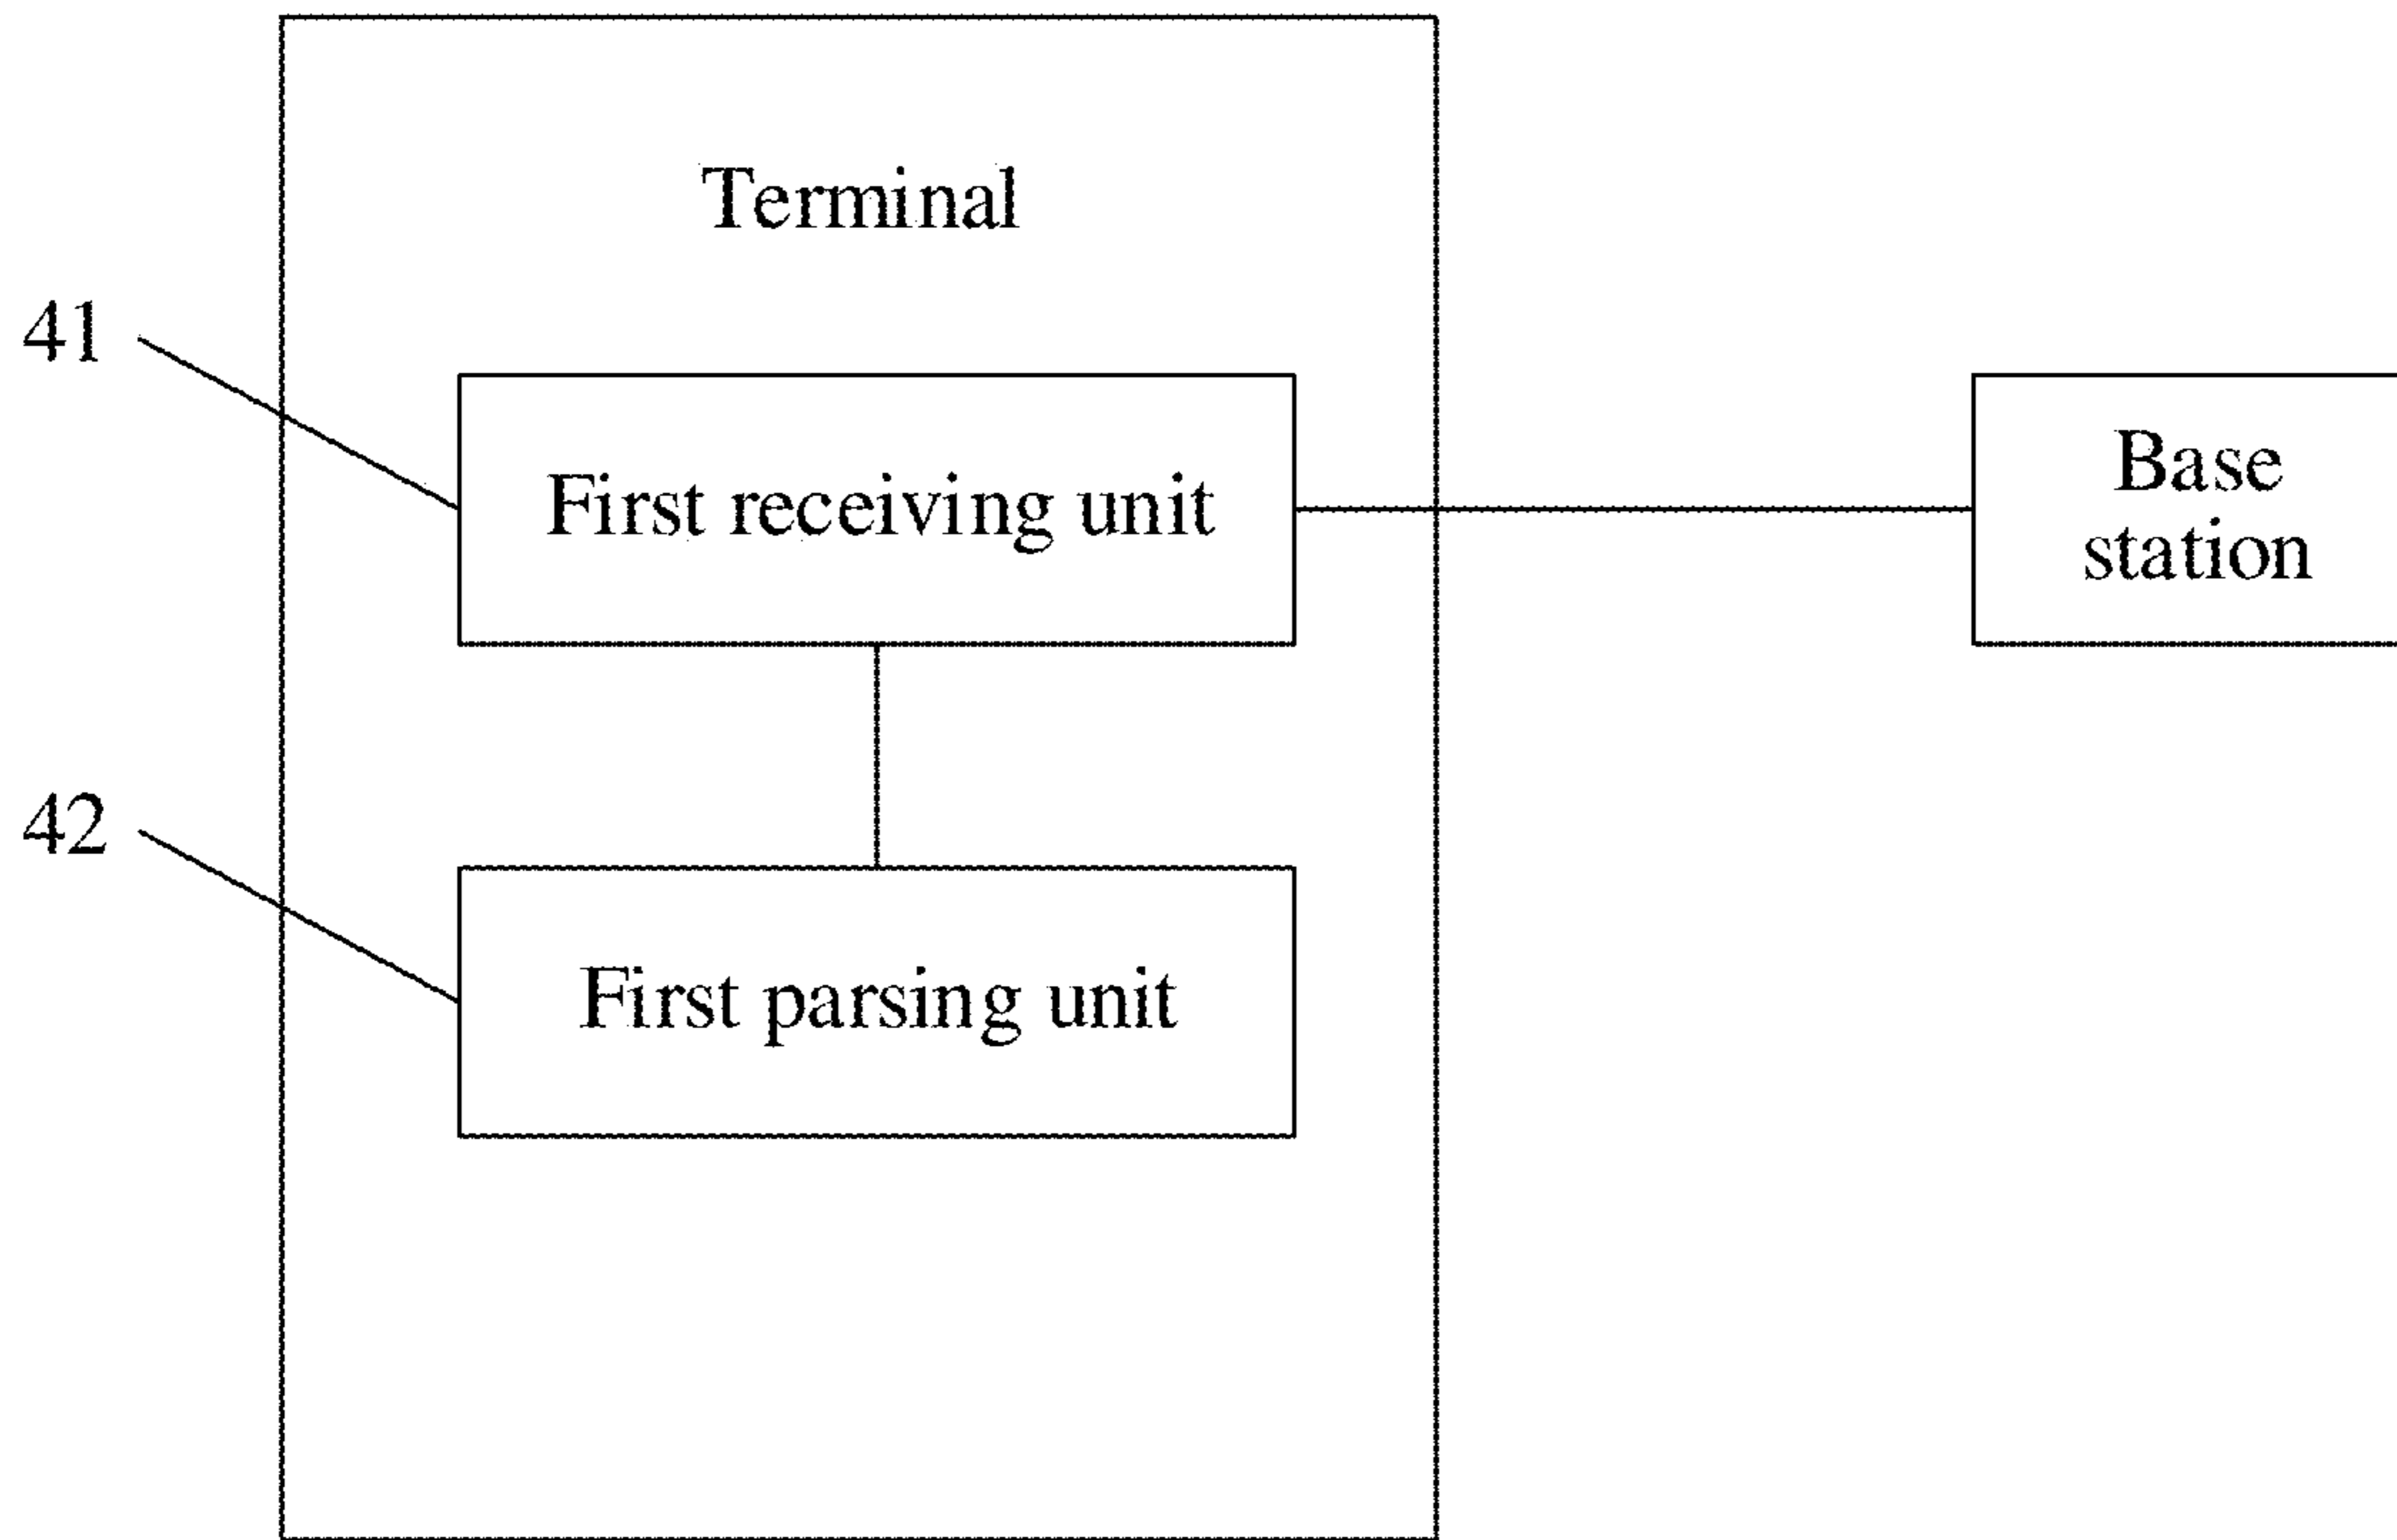 Terminal
41
First receiving unit
Base
station
42
First parsing unit